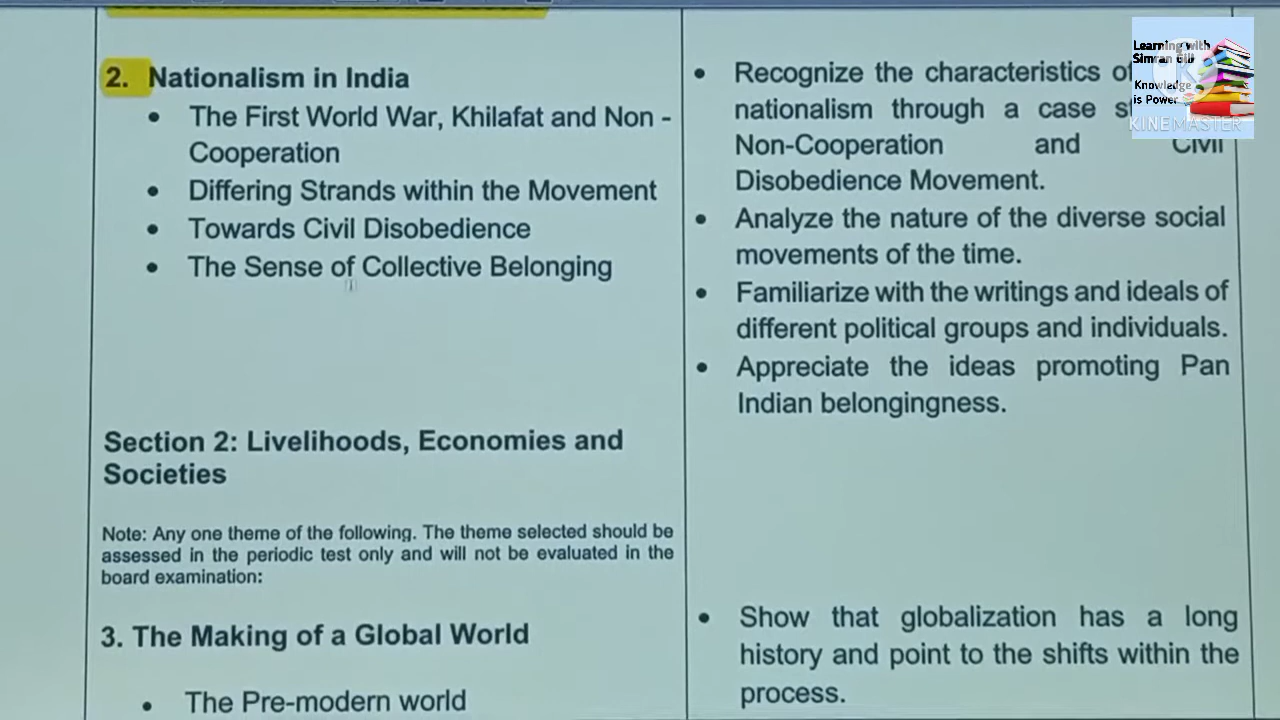 2. Nationalism in India
• The First World War, Khilafat and Non -
Cooperation
• Differing Strands within the Movement
• Towards Civil Disobedience
• The Sense of Collective Belonging
Section 2: Livelihoods, Economies and
Societies
Note: Any one theme of the following. The theme selected should be
assessed in the periodic test only and will not be evaluated in the
board examination:
3. The Making of a Global World
• The Pre-modern world
• Recognize the characteristics of
nationalism through a case
Non-Cooperation and Civil
Disobedience Movement.
• Analyze the nature of the diverse social
movements of the time.
• Familiarize with the writings and ideals of
different political groups and individuals.
• Appreciate the ideas promoting Pan
Indian belongingness.
• Show that globalization has a long
history and point to the shifts within the
process.
Learning with
Simran Gill
Knowledge
is Power
KINEMASTER